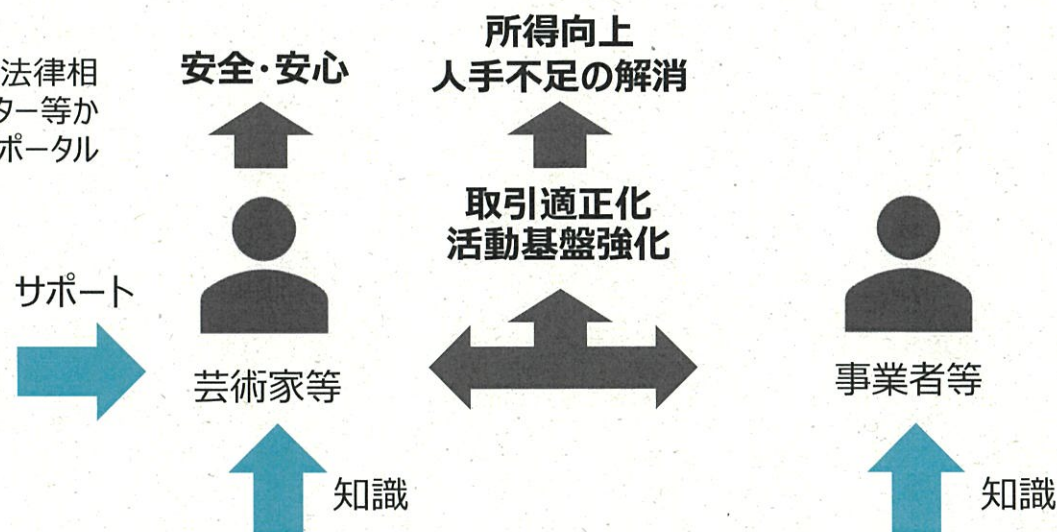 法律相
ター等か
ポータル
安全・安心
所得向上
人手不足の解消
取引適正化
活動基盤強化
サポート
芸術家等
事業者等
知識
知識